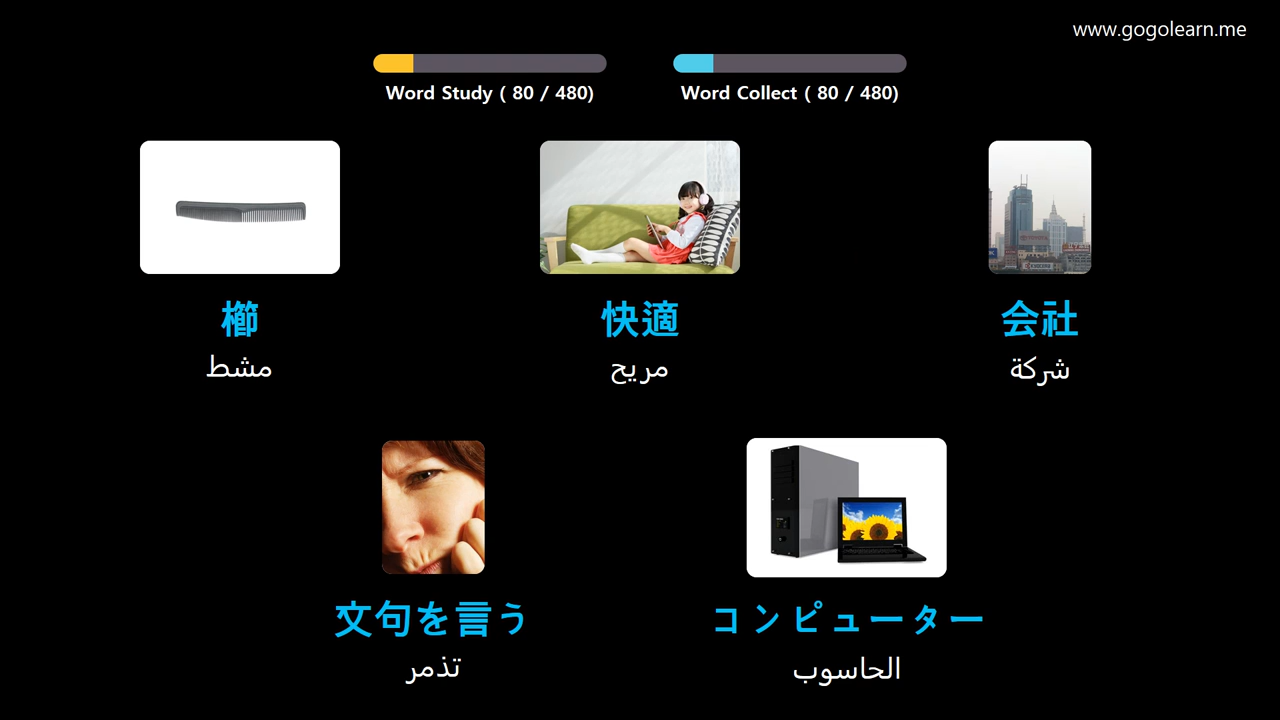 www.gogolearn.me
Word Study ( 80 / 480)
Word Collect ( 80 / 480)
櫛
مشط
快適
مريح
会社
شركة
文句を言う
تذمر
コンピューター
الحاسوب